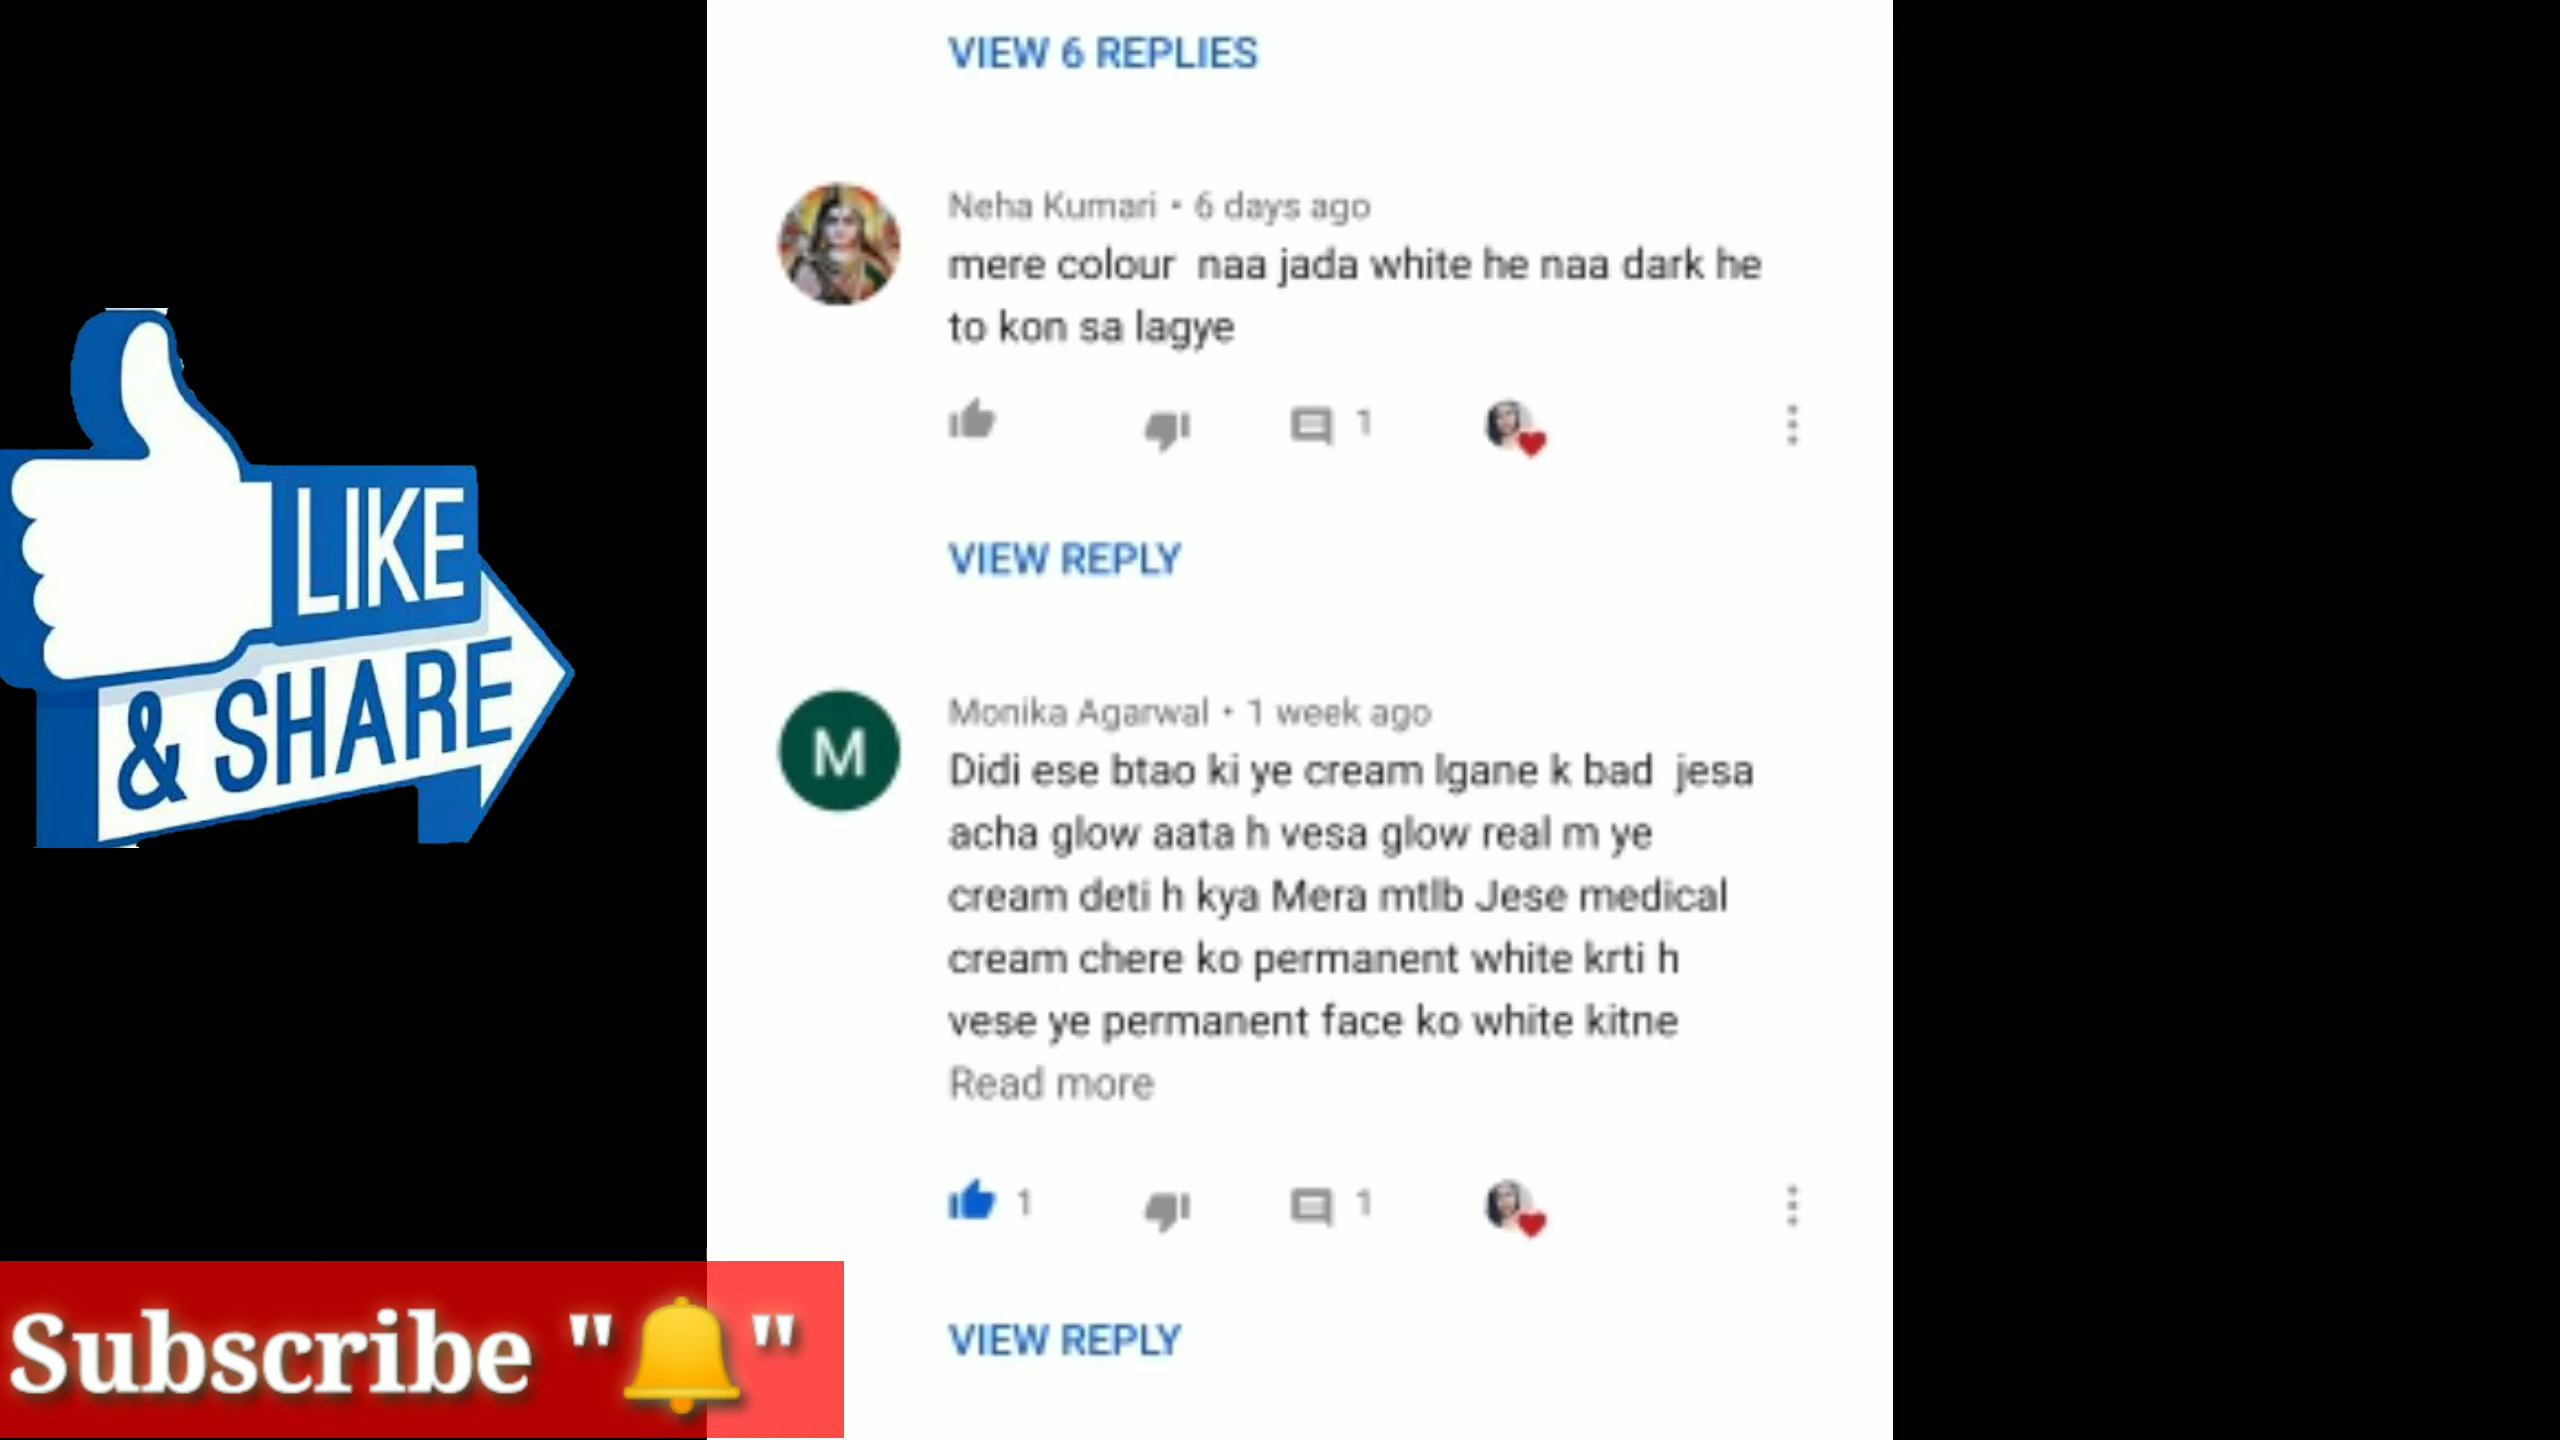 VIEW 6 REPLIES
Neha Kumari • 6 days ago
mere colour naa jada white he naa dark he
to kon sa lagye
1
VIEW REPLY
LIKE
& SHARE
M
Monika Agarwal • 1 week ago
Didi ese btao ki ye cream lgane k bad jesa
acha glow aata h vesa glow real m ye
cream deti h kya Mera mtlb Jese medical
cream chere ko permanent white krti h
vese ye permanent face ko white kitne
Read more
1 1
VIEW REPLY
Subscribe "🔔"